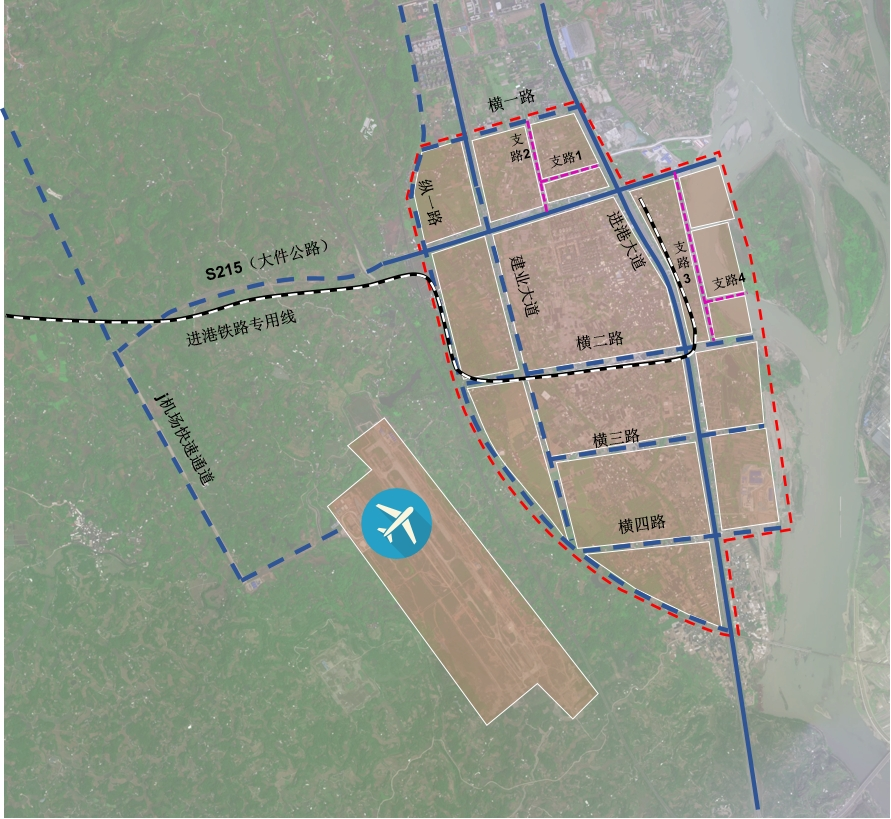 横一路
支
路2
支路1
纵一路
进港大道
S215（大件公路）
建业大道
支
路
3
支路4
进港铁路专用线
横二路
j机场快速通道
横三路
横四路